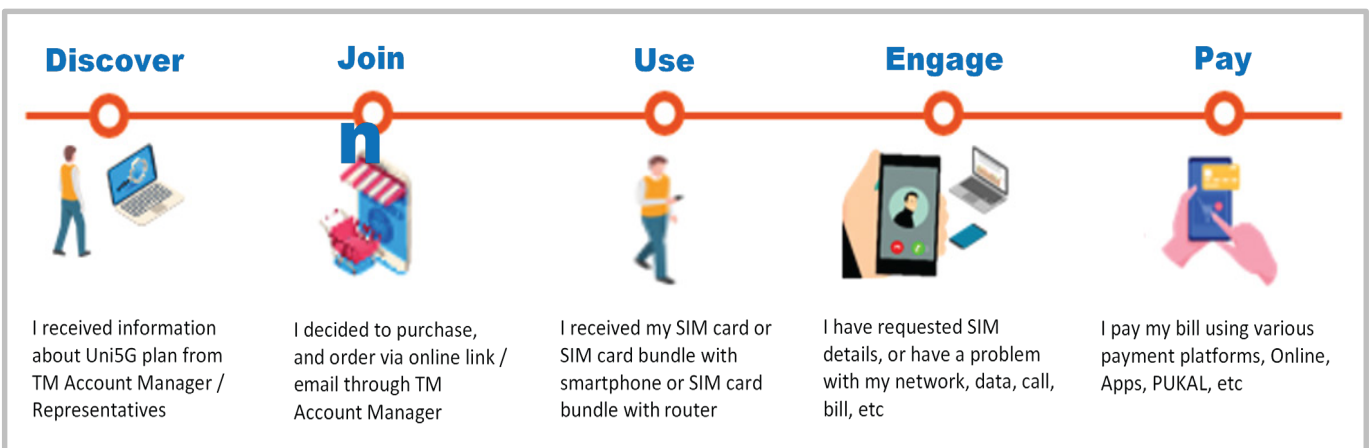 Discover
Join
n
Use
Engage
Pay
I received information
about Uni5G plan from
TM Account Manager /
Representatives
I decided to purchase,
and order via online link /
email through TM
Account Manager
I received my SIM card or
SIM card bundle with
smartphone or SIM card
bundle with router
I have requested SIM
details, or have a problem
with my network, data, call,
bill, etc
I pay my bill using various
payment platforms, Online,
Apps, PUKAL, etc